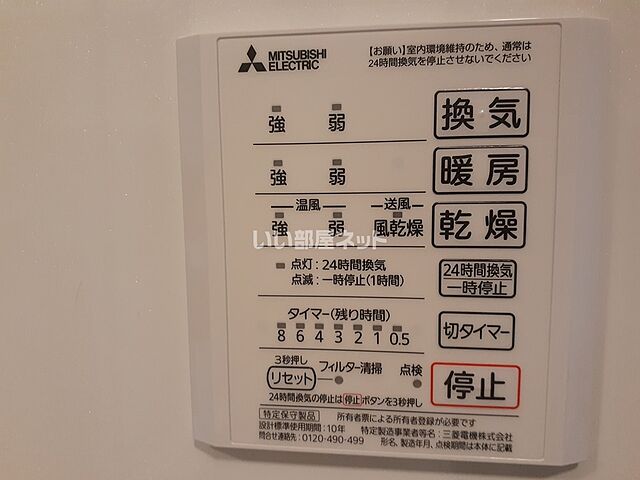 MITSUBISHI
ELECTRIC
【お願い】室内環境維持のため、通常は
24時間換気を停止させないでください
強 弱 換気
強 弱 暖房
温風 送風
強 弱 風乾燥 乾燥
いい部屋ネット
点灯:24時間換気
点滅:一時停止(1時間)
24時間換気
一時停止
タイマー(残り時間)
8 6 4 3 2 1 0.5
切タイマー
3秒押し
リセット フィルター清掃 点検
停止
24時間換気の停止は停止ボタンを3秒押し
特定保守製品 所有者票による所有者登録が必要です
設計標準使用期間:10年 特定製造事業者等名:三菱電機株式会社
問合せ連絡先:0120-490-499 形名、製造年月、点検期間は本体に記載